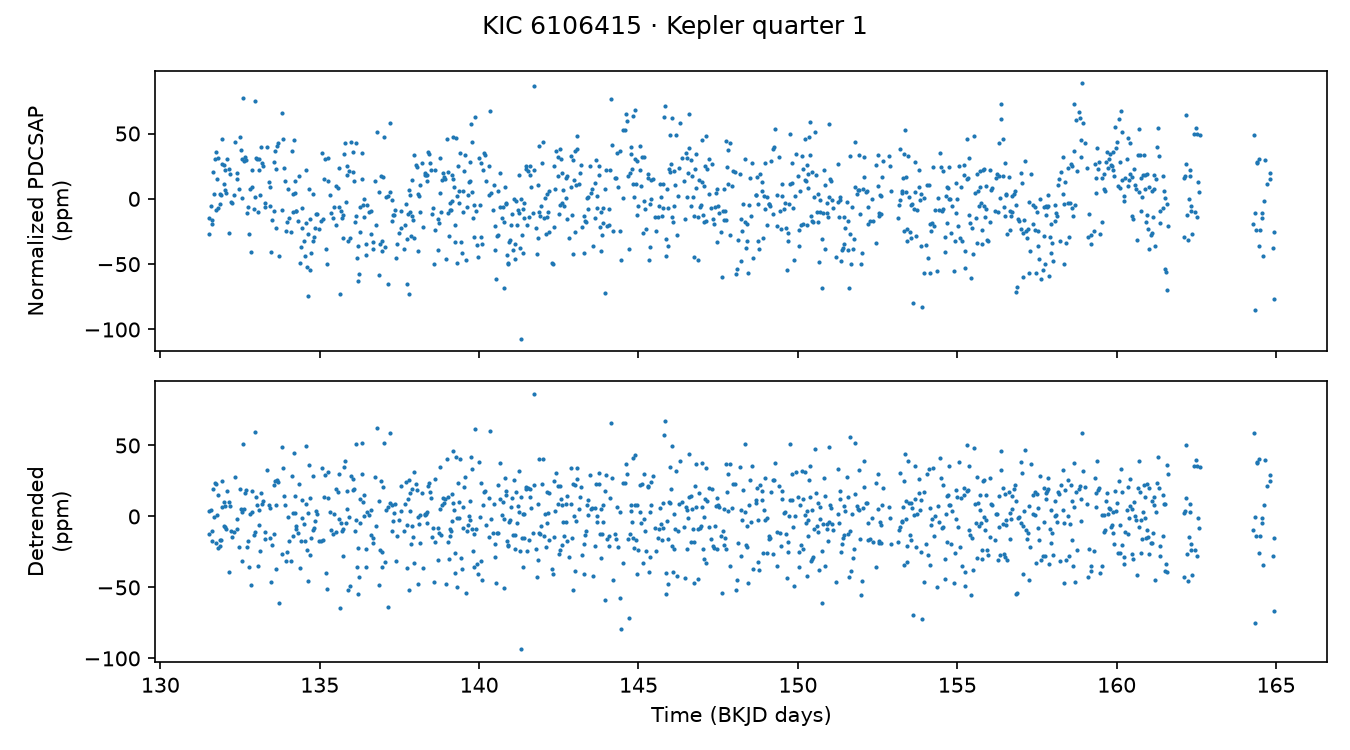 KIC 6106415 · Kepler quarter 1
Normalized PDCSAP
(ppm)
50
0
−50
−100
Detrended
(ppm)
50
0
−50
−100
130
135
140
145
150
155
160
165
Time (BKJD days)